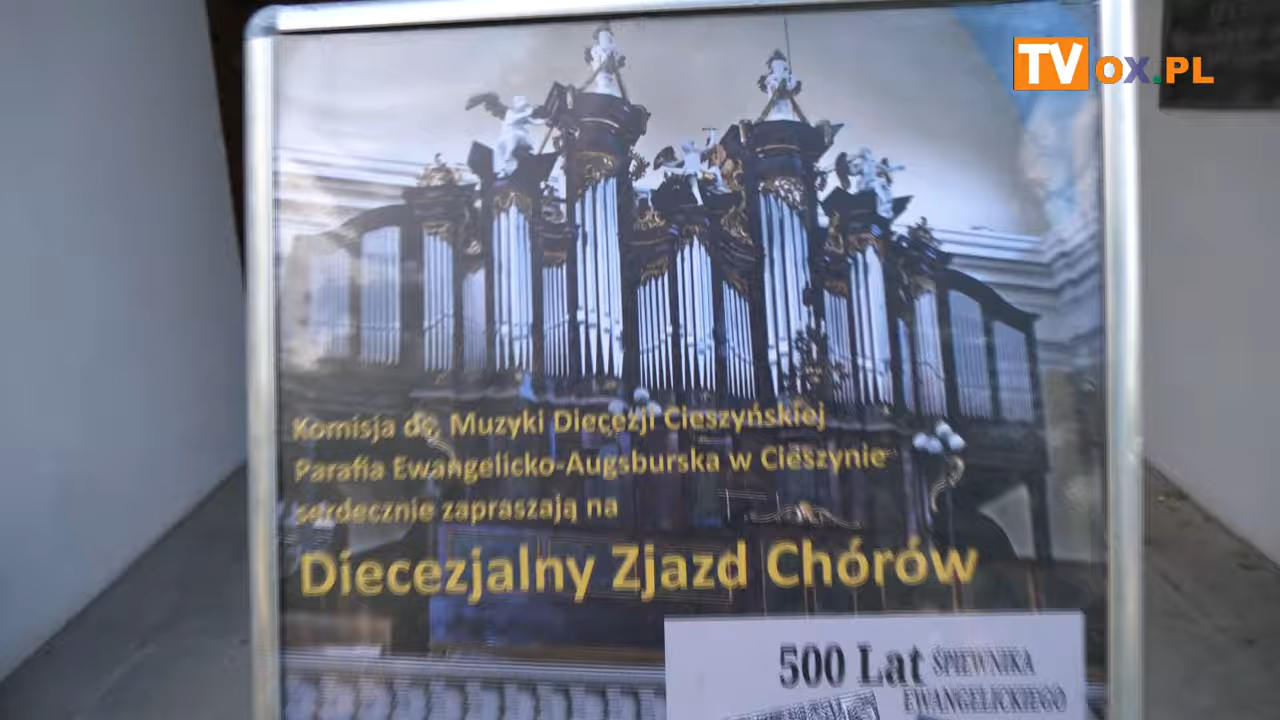 TVOX.PL
Komisja ds. Muzyki Diecezji Cieszyńskiej
Parafia Ewangelicko-Augsburska w Cieszynie
serdecznie zapraszają na
Diecezjalny Zjazd Chórów
500 Lat ŚPIEWNIKA
EWANGELICKIEGO